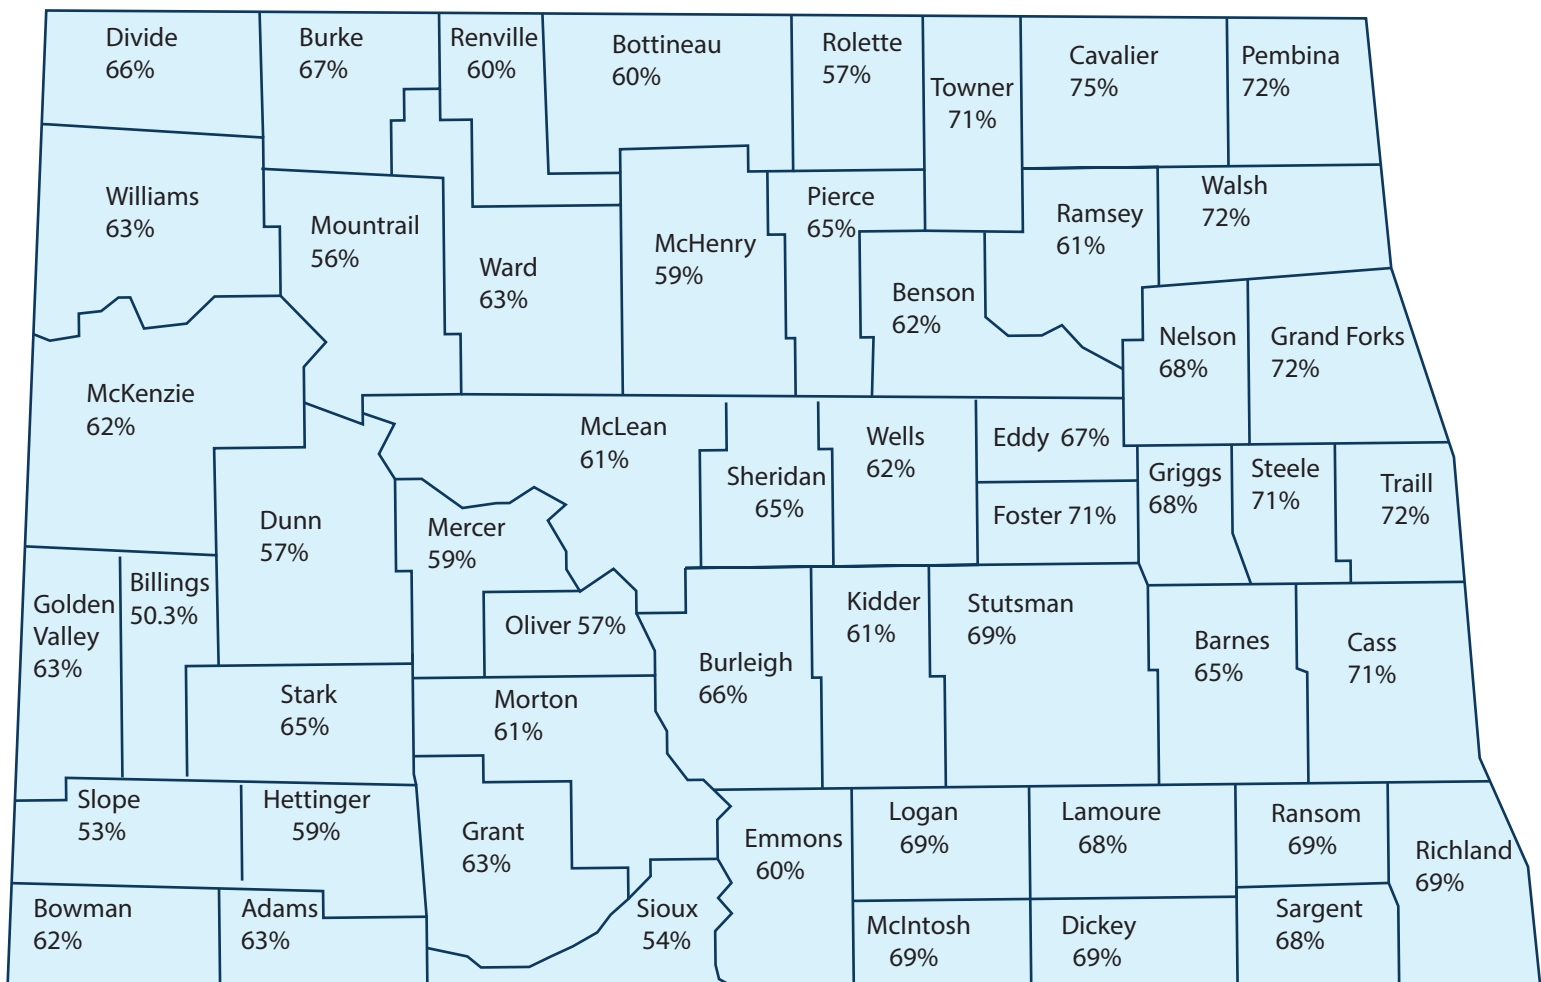 Divide
66%
Burke
67%
Renville
60%
Bottineau
60%
Rolette
57%
Towner
71%
Cavalier
75%
Pembina
72%
Williams
63%
Mountrail
56%
Ward
63%
McHenry
59%
Pierce
65%
Benson
62%
Ramsey
61%
Walsh
72%
Nelson
68%
Grand Forks
72%
McKenzie
62%
Dunn
57%
Mercer
59%
McLean
61%
Sheridan
65%
Wells
62%
Eddy 67%
Foster 71%
Griggs
68%
Steele
71%
Traill
72%
Golden
Valley
63%
Billings
50.3%
Stark
65%
Oliver 57%
Morton
61%
Burleigh
66%
Kidder
61%
Stutsman
69%
Barnes
65%
Cass
71%
Slope
53%
Hettinger
59%
Grant
63%
Emmons
60%
Logan
69%
Lamoure
68%
Ransom
69%
Richland
69%
Bowman
62%
Adams
63%
Sioux
54%
McIntosh
69%
Dickey
69%
Sargent
68%